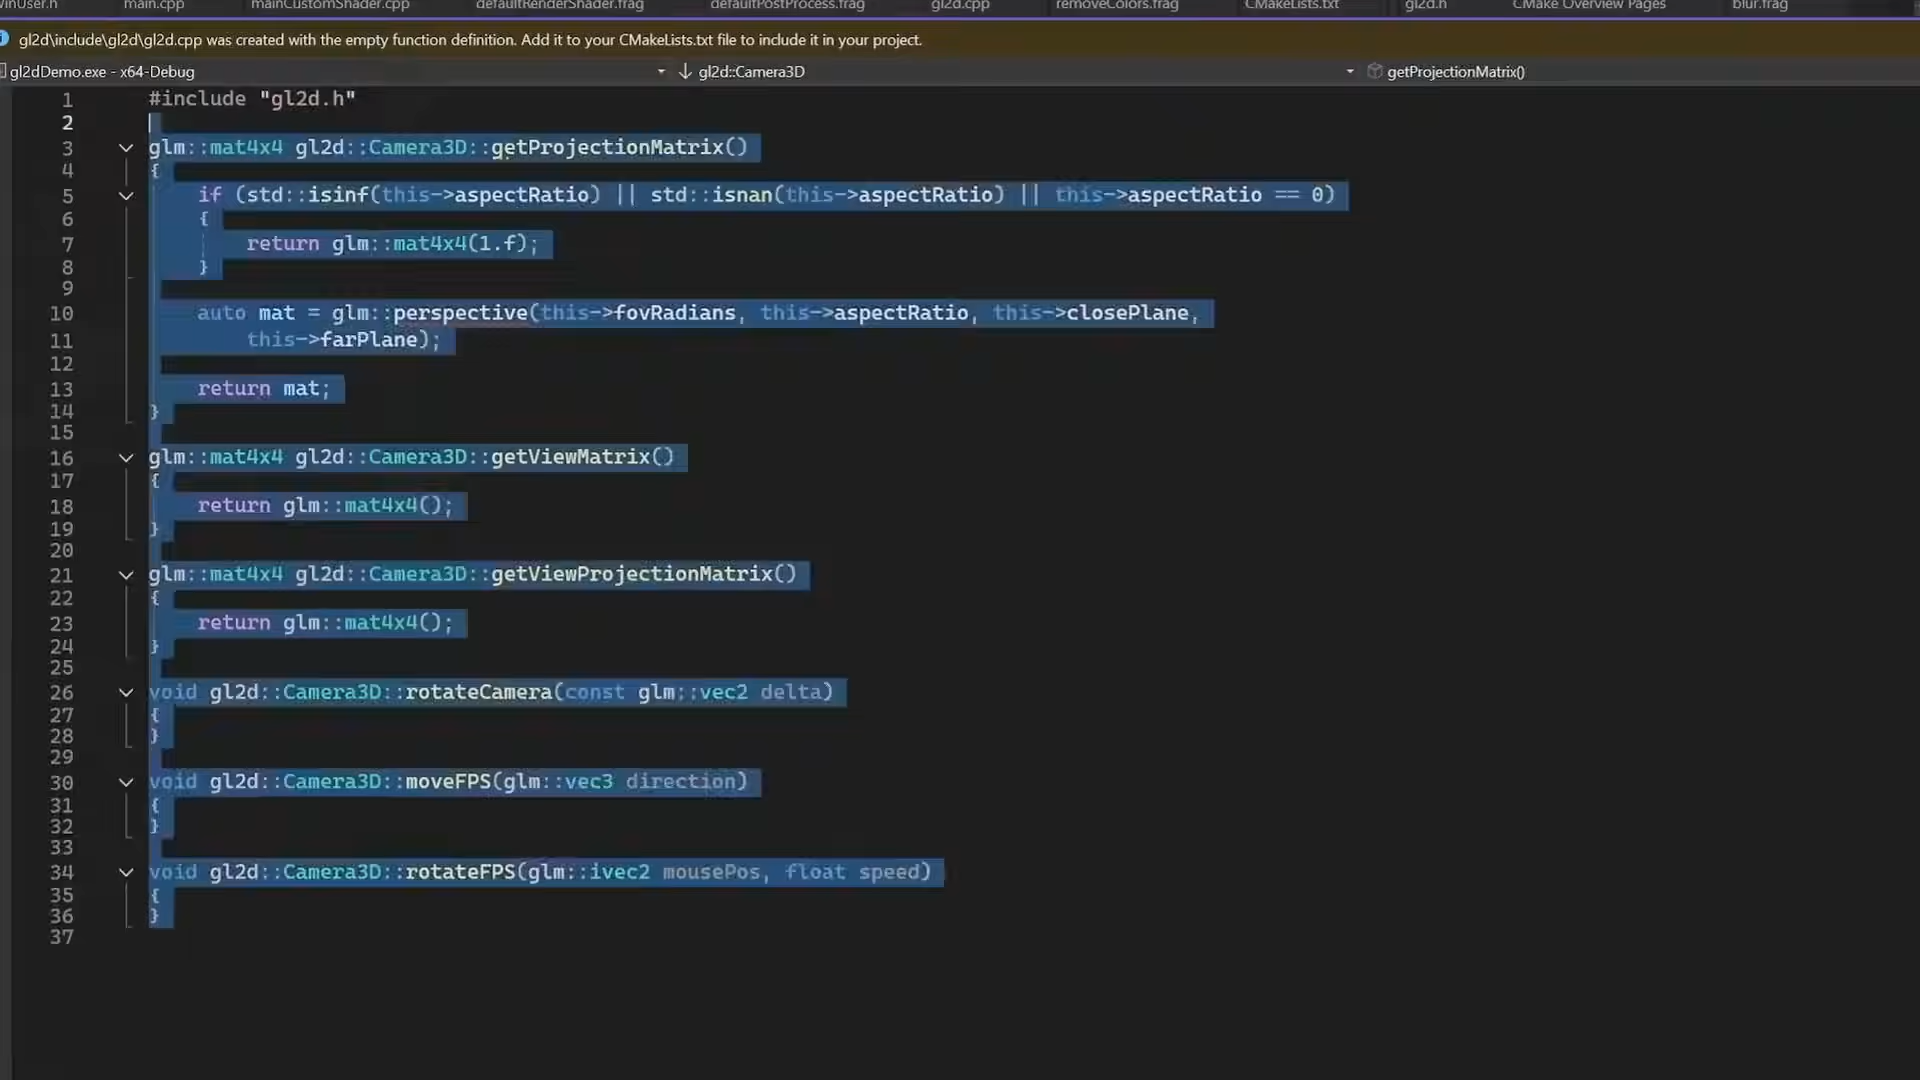 main.cpp
mainCustomShader.cpp
defaultRenderShader.frag
defaultPostProcess.frag
gl2d.cpp
removeColors.frag
CMakeLists.txt
gl2d.h
CMake Overview Pages
blur.frag
gl2d\include\gl2d\gl2d.cpp was created with the empty function definition. Add it to your CMakeLists.txt file to include it in your project.
gl2dDemo.exe - x64-Debug
gl2d::Camera3D
getProjectionMatrix()
1 #include "gl2d.h"
2
3 glm::mat4x4 gl2d::Camera3D::getProjectionMatrix()
4 {
5 if (std::isinf(this->aspectRatio) || std::isnan(this->aspectRatio) || this->aspectRatio == 0)
6 {
7 return glm::mat4x4(1.f);
8 }
9
10 auto mat = glm::perspective(this->fovRadians, this->aspectRatio, this->closePlane,
11 this->farPlane);
12
13 return mat;
14 }
15
16 glm::mat4x4 gl2d::Camera3D::getViewMatrix()
17 {
18 return glm::mat4x4();
19 }
20
21 glm::mat4x4 gl2d::Camera3D::getViewProjectionMatrix()
22 {
23 return glm::mat4x4();
24 }
25
26 void gl2d::Camera3D::rotateCamera(const glm::vec2 delta)
27 {
28 }
29
30 void gl2d::Camera3D::moveFPS(glm::vec3 direction)
31 {
32 }
33
34 void gl2d::Camera3D::rotateFPS(glm::ivec2 mousePos, float speed)
35 {
36 }
37